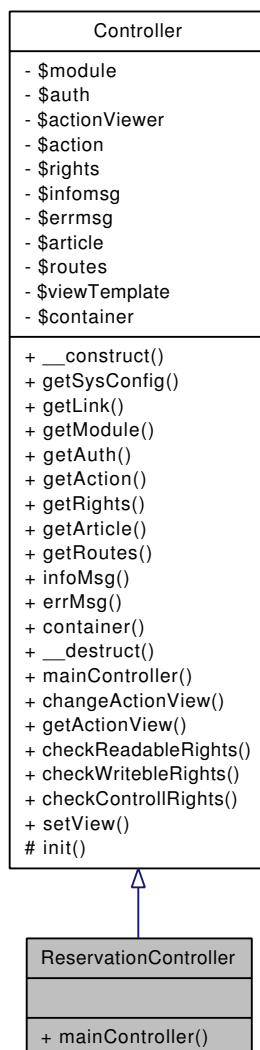 Controller
- $module
- $auth
- $actionViewer
- $action
- $rights
- $infomsg
- $errmsg
- $article
- $routes
- $viewTemplate
- $container
+ __construct()
+ getSysConfig()
+ getLink()
+ getModule()
+ getAuth()
+ getAction()
+ getRights()
+ getArticle()
+ getRoutes()
+ infoMsg()
+ errMsg()
+ container()
+ __destruct()
+ mainController()
+ changeActionView()
+ getActionView()
+ checkReadableRights()
+ checkWritebleRights()
+ checkControllRights()
+ setView()
# init()
ReservationController
+ mainController()